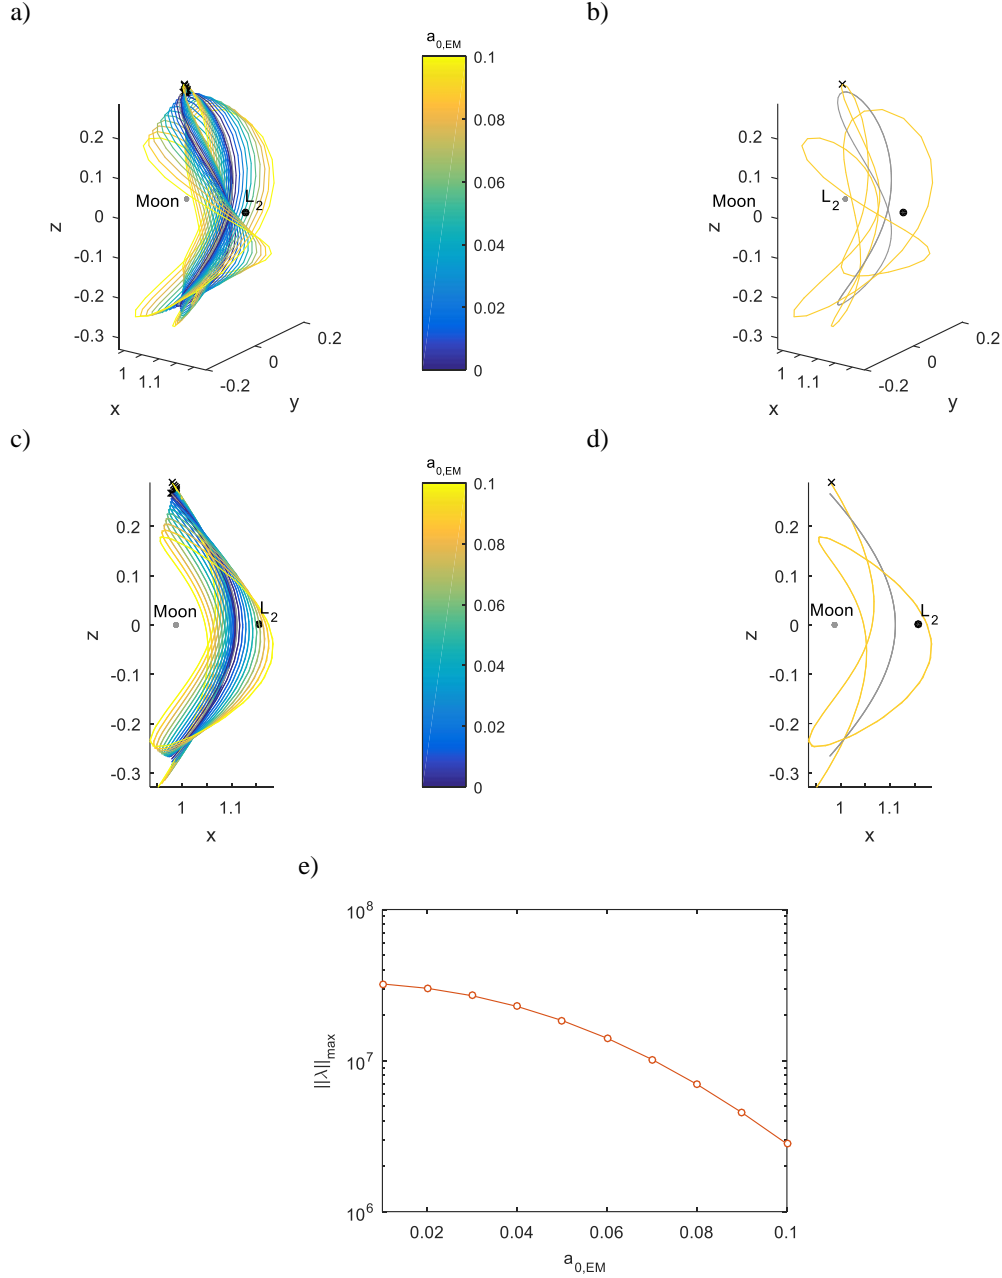 a)
a0,EM
0.1
0.08
0.06
0.04
0.02
0
0.2
0.1
0
-0.1
-0.2
-0.3
z
Moon
L2
1
1.1
x
-0.2
0
0.2
y
b)
0.2
0.1
0
-0.1
-0.2
-0.3
z
Moon
L2
1
1.1
x
-0.2
0
0.2
y
c)
a0,EM
0.1
0.08
0.06
0.04
0.02
0
0.2
0.1
0
-0.1
-0.2
-0.3
z
Moon
L2
1
1.1
x
d)
0.2
0.1
0
-0.1
-0.2
-0.3
z
Moon
L2
1
1.1
x
e)
10^8
10^7
10^6
||λ||max
0.02
0.04
0.06
0.08
0.1
a0,EM